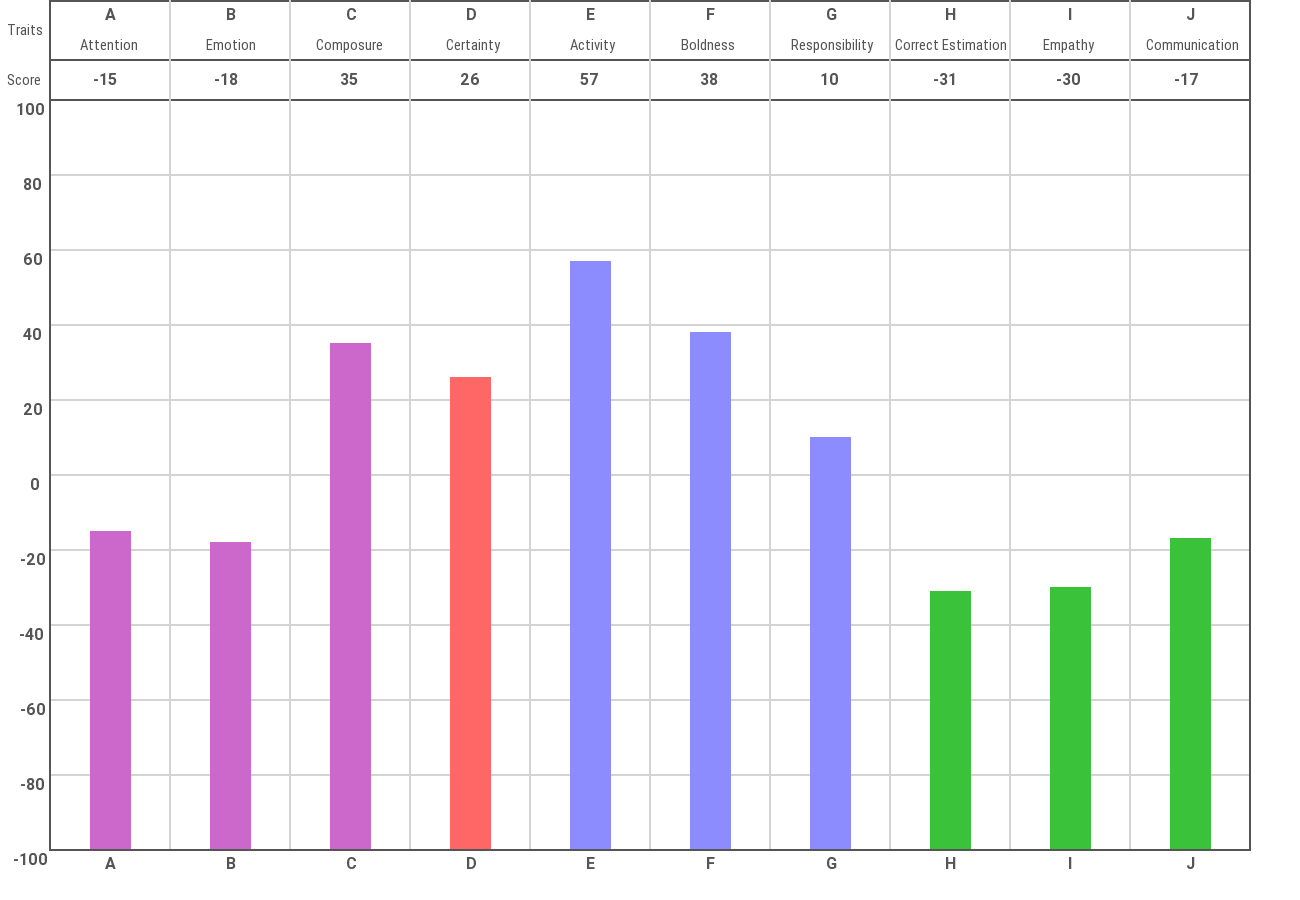 Traits
A B C D E F G H I J
Attention Emotion Composure Certainty Activity Boldness Responsibility Correct Estimation Empathy Communication
Score -15 -18 35 26 57 38 10 -31 -30 -17
100
80
60
40
20
0
-20
-40
-60
-80
-100
A B C D E F G H I J